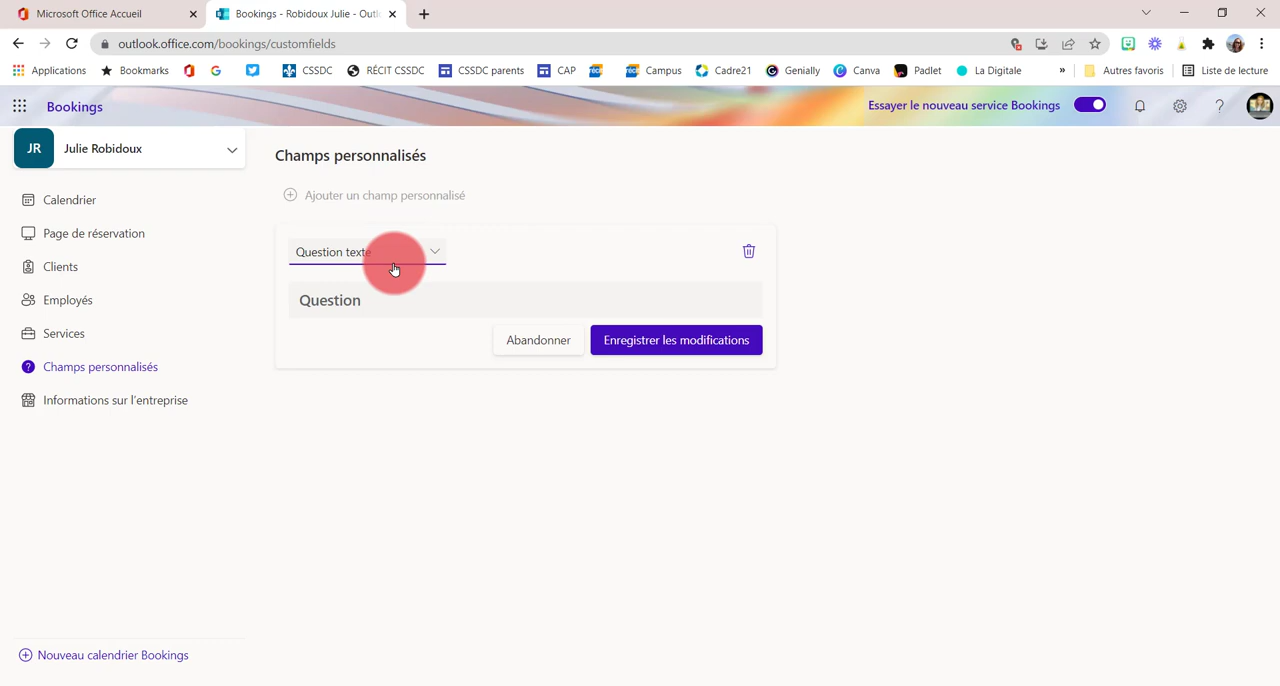 Microsoft Office Accueil
Bookings - Robidoux Julie - Outl
outlook.office.com/bookings/customfields
Applications
Bookmarks
CSSDC
RÉCIT CSSDC
CSSDC parents
CAP
Campus
Cadre21
Genially
Canva
Padlet
La Digitale
»
Autres favoris
Liste de lecture
Bookings
Essayer le nouveau service Bookings
?
JR
Julie Robidoux
Champs personnalisés
Ajouter un champ personnalisé
Calendrier
Page de réservation
Clients
Employés
Services
Champs personnalisés
Informations sur l'entreprise
Question texte
Question
Abandonner
Enregistrer les modifications
Nouveau calendrier Bookings